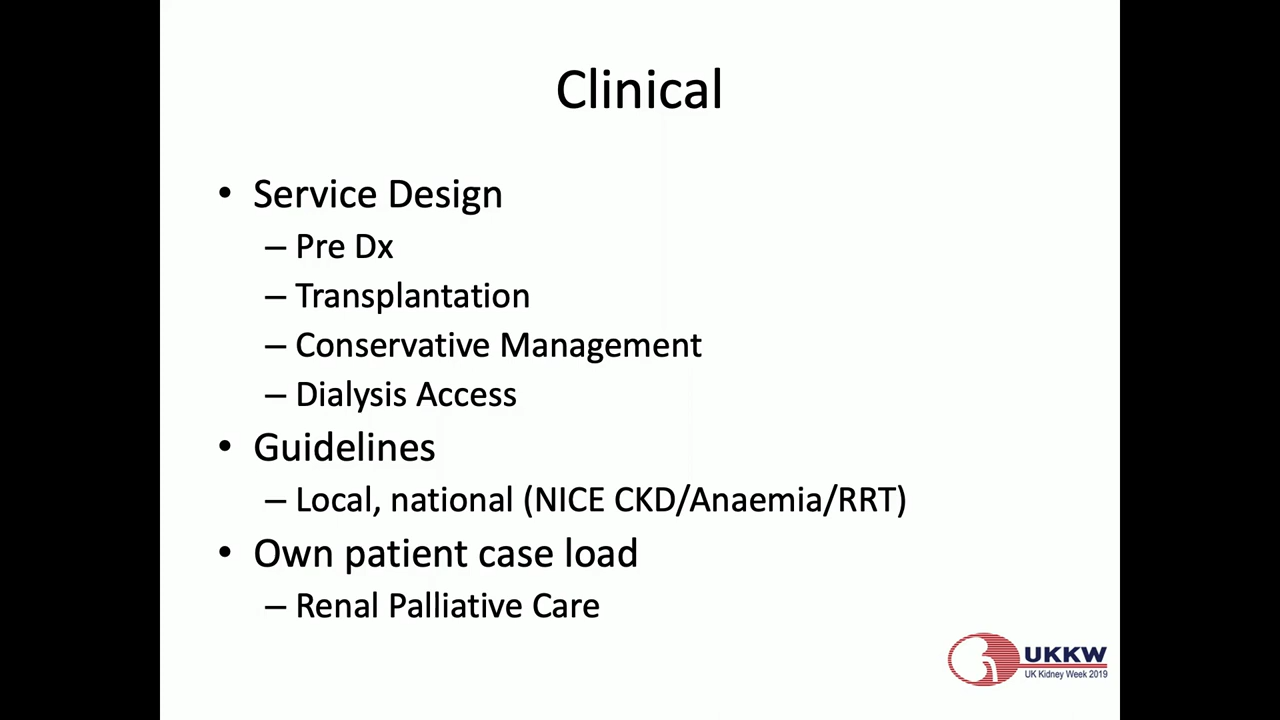 Clinical
• Service Design
– Pre Dx
– Transplantation
– Conservative Management
– Dialysis Access
• Guidelines
– Local, national (NICE CKD/Anaemia/RRT)
• Own patient case load
– Renal Palliative Care
UKKW
UK Kidney Week 2019